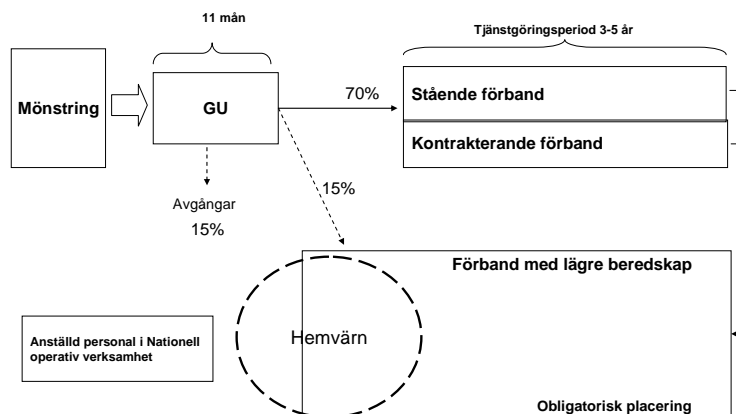 11 mån
Tjänstgöringsperiod 3-5 år
Mönstring
GU
70%
Stående förband
Kontrakterande förband
Avgångar
15%
15%
Förband med lägre beredskap
Hemvärn
Anställd personal i Nationell
operativ verksamhet
Obligatorisk placering